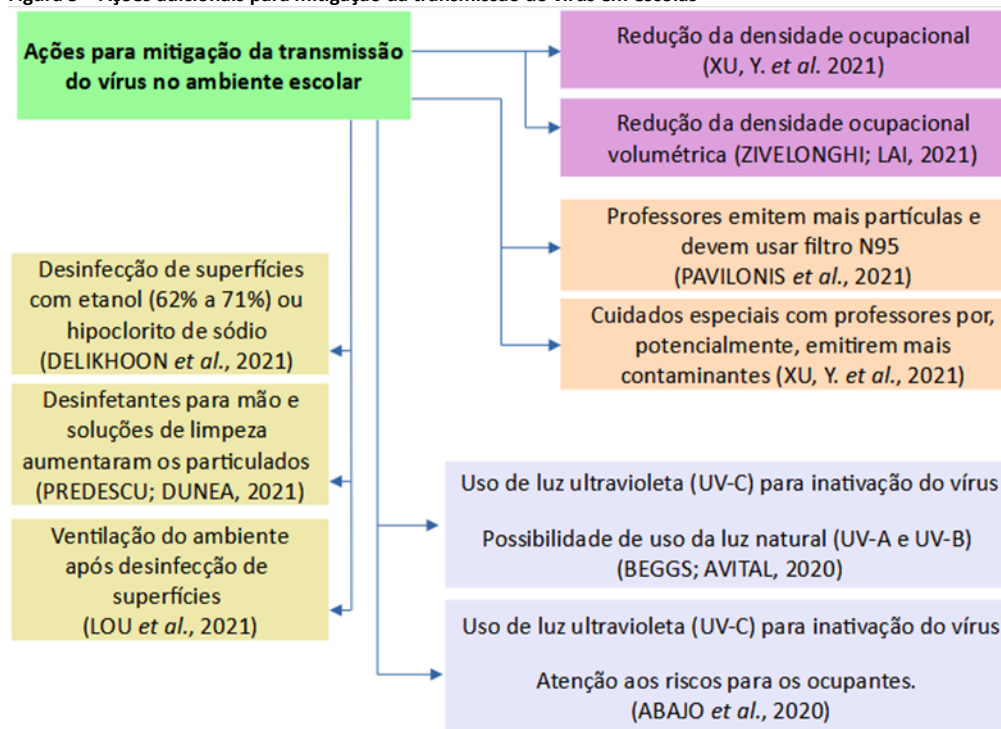 Ações para mitigação da transmissão
do vírus no ambiente escolar
Redução da densidade ocupacional
(XU, Y. et al. 2021)
Redução da densidade ocupacional
volumétrica (ZIVELONGHI; LAI, 2021)
Professores emitem mais partículas e
devem usar filtro N95
(PAVILONIS et al., 2021)
Cuidados especiais com professores por,
potencialmente, emitirem mais
contaminantes (XU, Y. et al., 2021)
Desinfecção de superfícies
com etanol (62% a 71%) ou
hipoclorito de sódio
(DELIKHOON et al., 2021)
Desinfetantes para mão e
soluções de limpeza
aumentaram os particulados
(PREDESCU; DUNEA, 2021)
Ventilação do ambiente
após desinfecção de
superfícies
(LOU et al., 2021)
Uso de luz ultravioleta (UV-C) para inativação do vírus
Possibilidade de uso da luz natural (UV-A e UV-B)
(BEGGS; AVITAL, 2020)
Uso de luz ultravioleta (UV-C) para inativação do vírus
Atenção aos riscos para os ocupantes.
(ABAJO et al., 2020)